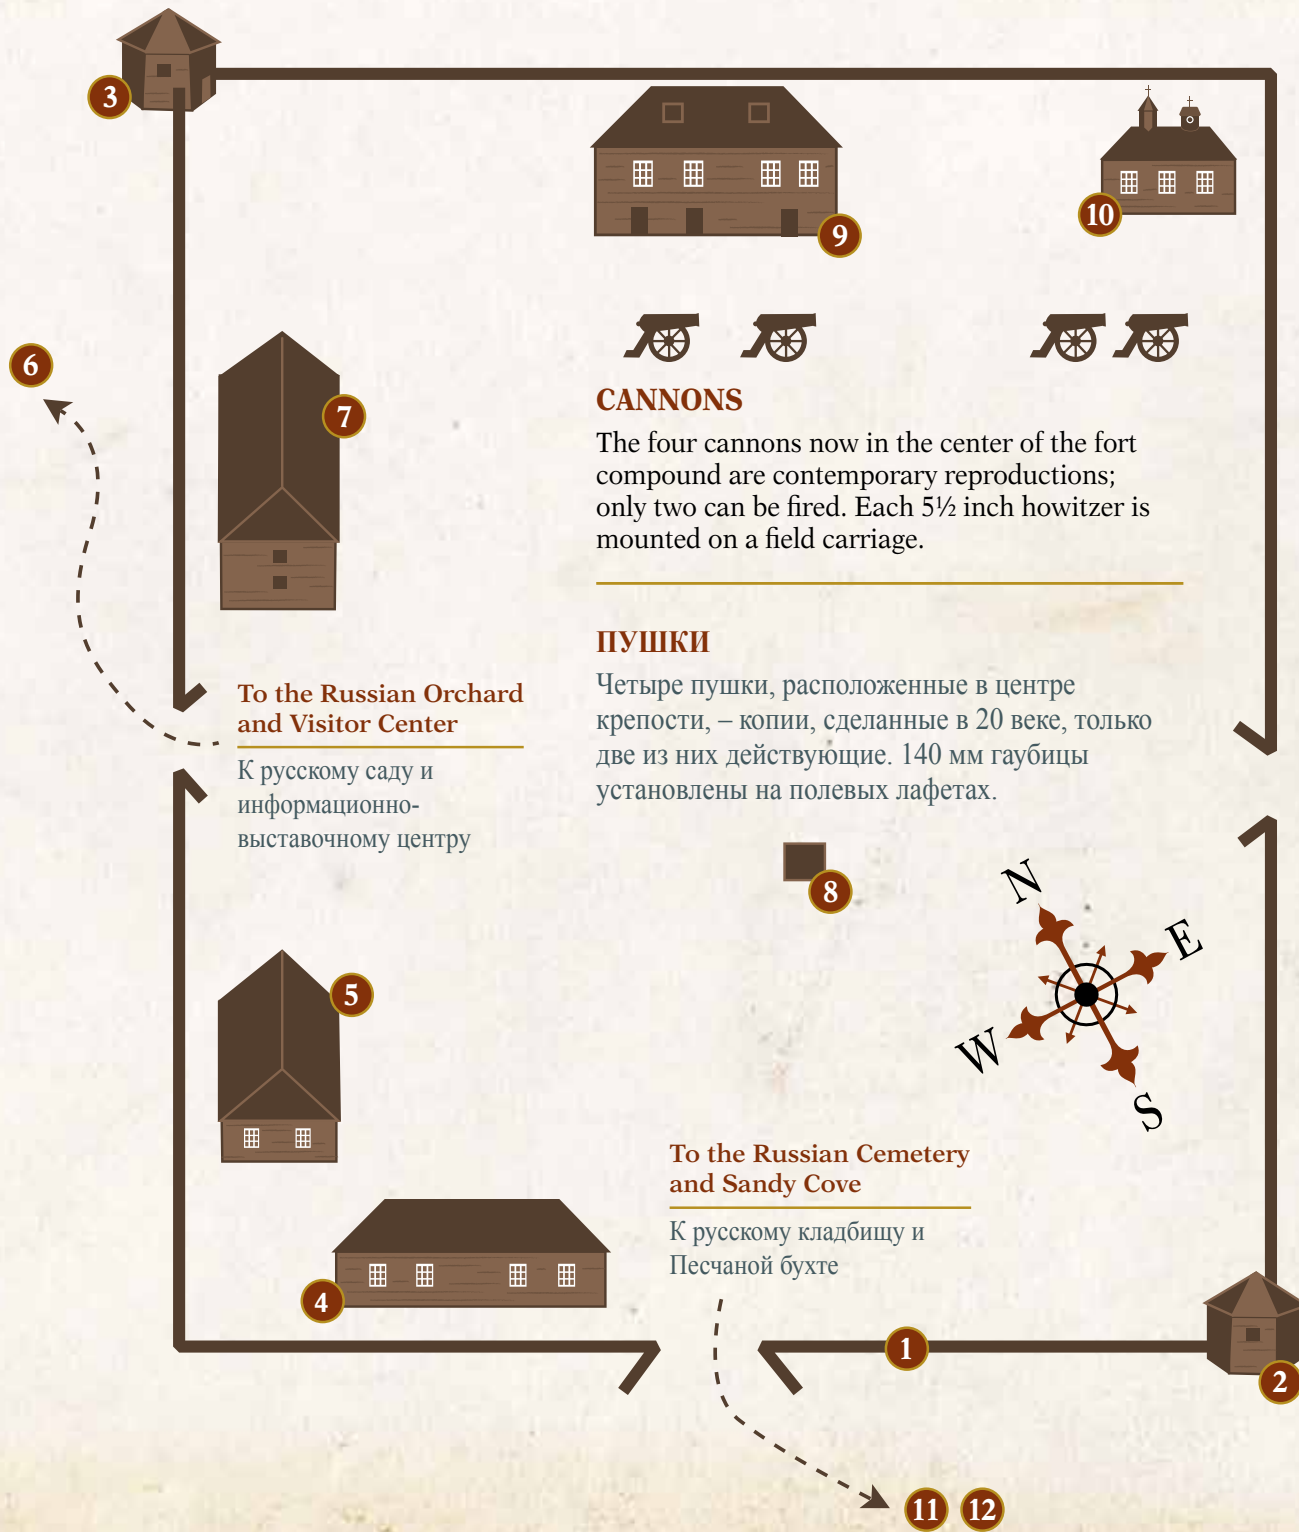 3
9
10
6
7
CANNONS
The four cannons now in the center of the fort
compound are contemporary reproductions;
only two can be fired. Each 5½ inch howitzer is
mounted on a field carriage.
ПУШКИ
Четыре пушки, расположенные в центре
крепости, – копии, сделанные в 20 веке, только
две из них действующие. 140 мм гаубицы
установлены на полевых лафетах.
To the Russian Orchard
and Visitor Center
К русскому саду и
информационно-
выставочному центру
8
N
E
W
S
5
To the Russian Cemetery
and Sandy Cove
К русскому кладбищу и
Песчаной бухте
4
1
2
11 12